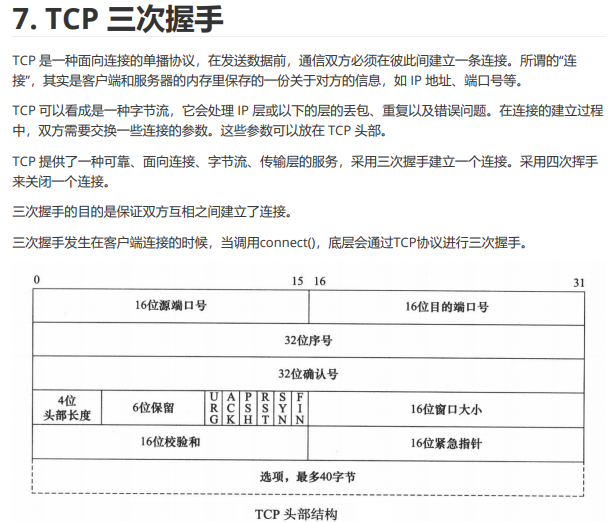 7. TCP 三次握手
TCP 是一种面向连接的单播协议，在发送数据前，通信双方必须在彼此间建立一条连接。所谓的“连
接”，其实是客户端和服务器的内存里保存的一份关于对方的信息，如 IP 地址、端口号等。
TCP 可以看成是一种字节流，它会处理 IP 层或以下的层的丢包、重复以及错误问题。在连接的建立过程
中，双方需要交换一些连接的参数。这些参数可以放在 TCP 头部。
TCP 提供了一种可靠、面向连接、字节流、传输层的服务，采用三次握手建立一个连接。采用四次挥手
来关闭一个连接。
三次握手的目的是保证双方互相之间建立了连接。
三次握手发生在客户端连接的时候，当调用connect()，底层会通过TCP协议进行三次握手。
0 15 16 31
16位源端口号 16位目的端口号
32位序号
32位确认号
4位
头部长度 6位保留 URG ACK PSH RST SYN FIN 16位窗口大小
16位校验和 16位紧急指针
选项，最多40字节
TCP 头部结构